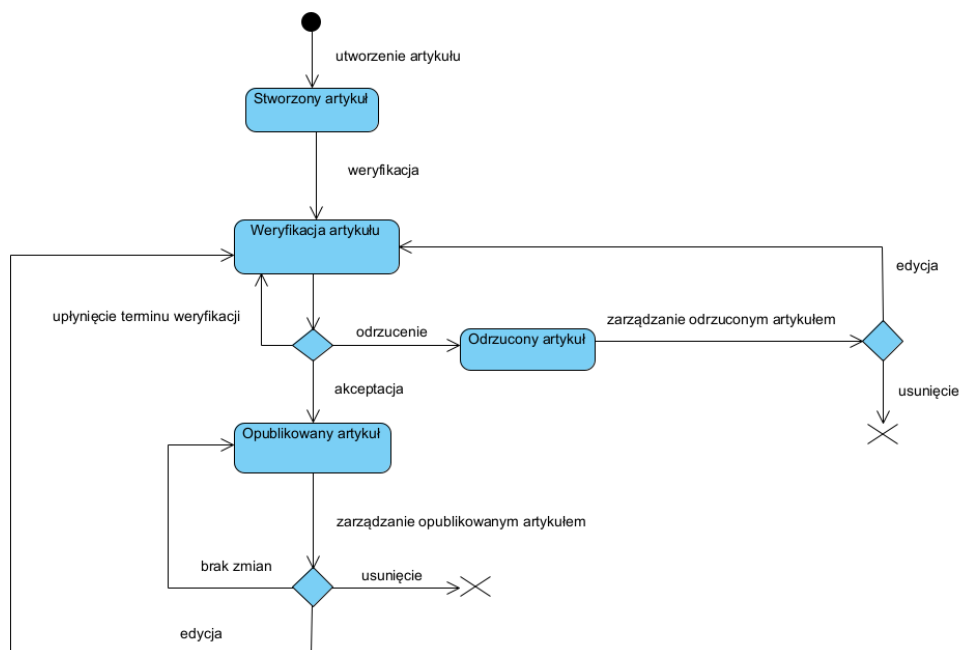 utworzenie artykułu
Stworzony artykuł
weryfikacja
Weryfikacja artykułu
edycja
upłynięcie terminu weryfikacji
odrzucenie
zarządzanie odrzuconym artykułem
Odrzucony artykuł
akceptacja
usunięcie
Opublikowany artykuł
zarządzanie opublikowanym artykułem
brak zmian
usunięcie
edycja